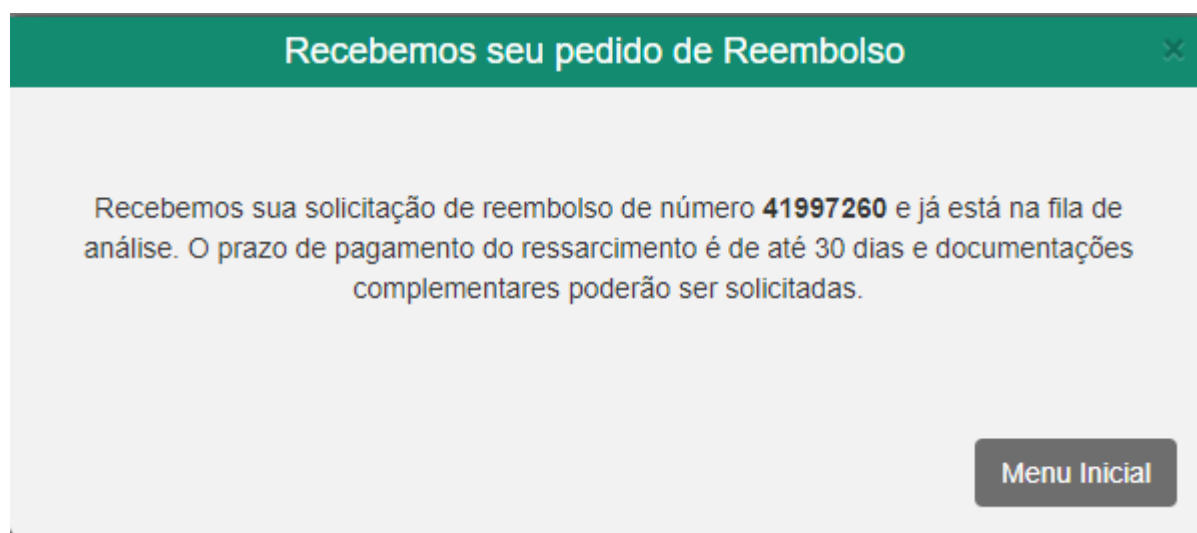 Recebemos seu pedido de Reembolso
×
Recebemos sua solicitação de reembolso de número 41997260 e já está na fila de
análise. O prazo de pagamento do ressarcimento é de até 30 dias e documentações
complementares poderão ser solicitadas.
Menu Inicial